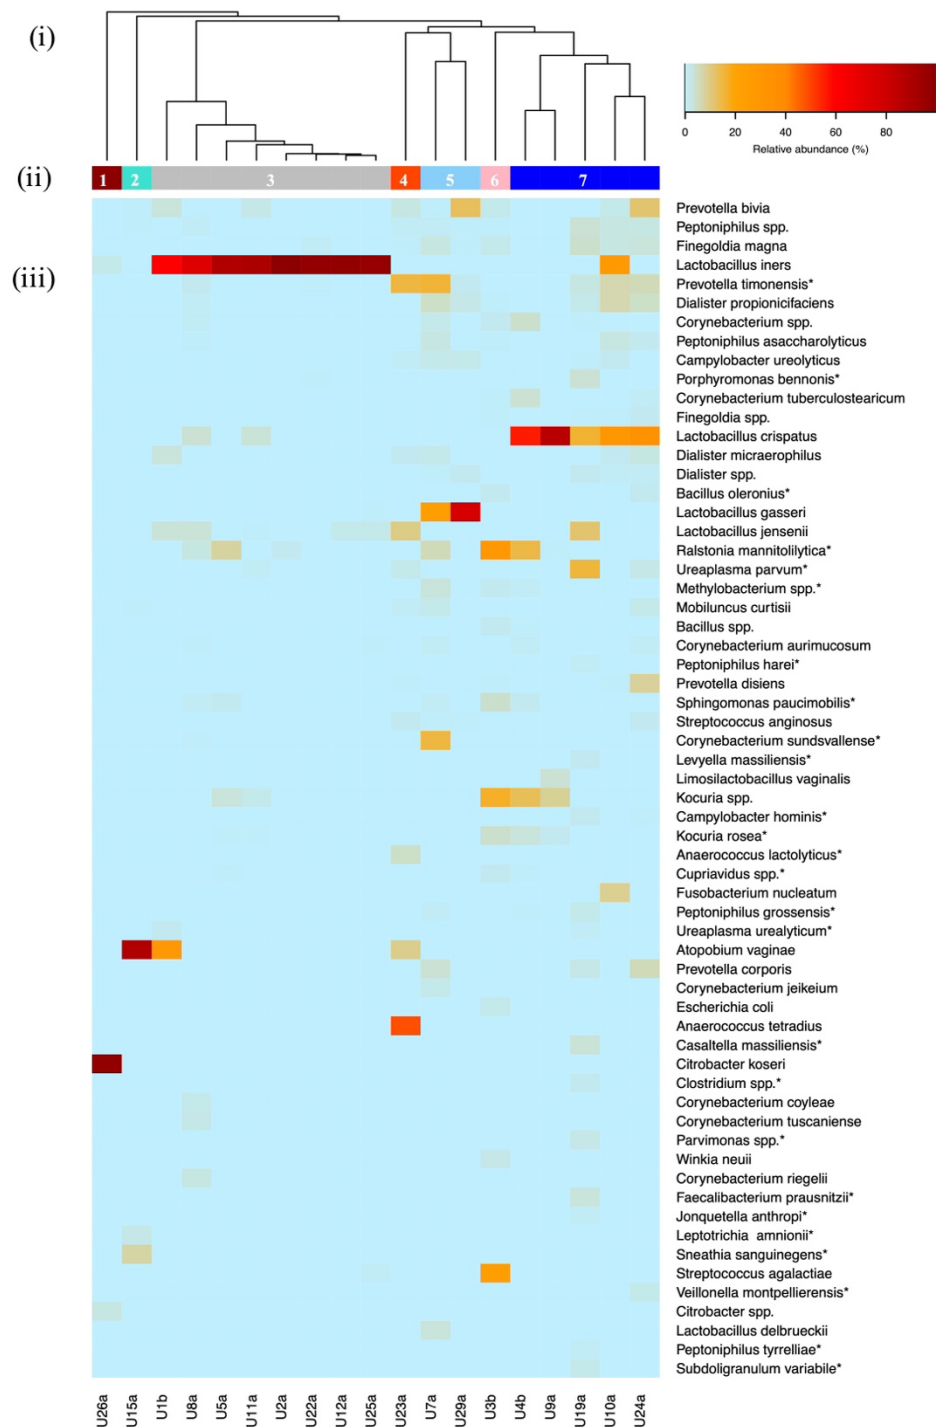 (i)
0 20 40 60 80
Relative abundance (%)
(ii)
1 2 3 4 5 6 7
(iii)
Prevotella bivia
Peptoniphilus spp.
Finegoldia magna
Lactobacillus iners
Prevotella timonensis*
Dialister propionicifaciens
Corynebacterium spp.
Peptoniphilus asaccharolyticus
Campylobacter ureolyticus
Porphyromonas bennonis*
Corynebacterium tuberculostearicum
Finegoldia spp.
Lactobacillus crispatus
Dialister micraerophilus
Dialister spp.
Bacillus oleronius*
Lactobacillus gasseri
Lactobacillus jensenii
Ralstonia mannitolilytica*
Ureaplasma parvum*
Methylobacterium spp.*
Mobiluncus curtisii
Bacillus spp.
Corynebacterium aurimucosum
Peptoniphilus harei*
Prevotella disiens
Sphingomonas paucimobilis*
Streptococcus anginosus
Corynebacterium sundsvallense*
Levyella massiliensis*
Limosilactobacillus vaginalis
Kocuria spp.
Campylobacter hominis*
Kocuria rosea*
Anaerococcus lactolyticus*
Cupriavidus spp.*
Fusobacterium nucleatum
Peptoniphilus grossensis*
Ureaplasma urealyticum*
Atopobium vaginae
Prevotella corporis
Corynebacterium jeikeium
Escherichia coli
Anaerococcus tetradius
Casaltella massiliensis*
Citrobacter koseri
Clostridium spp.*
Corynebacterium coyleae
Corynebacterium tuscaniense
Parvimonas spp.*
Winkia neuii
Corynebacterium riegelii
Faecalibacterium prausnitzii*
Jonquetella anthropi*
Leptotrichia amnionii*
Sneathia sanguinegens*
Streptococcus agalactiae
Veillonella montpellierensis*
Citrobacter spp.
Lactobacillus delbrueckii
Peptoniphilus tyrrelliae*
Subdoligranulum variabile*
U26a U15a U1b U8a U5a U11a U2a U22a U12a U25a U23a U7a U29a U3b U4b U9a U19a U10a U24a